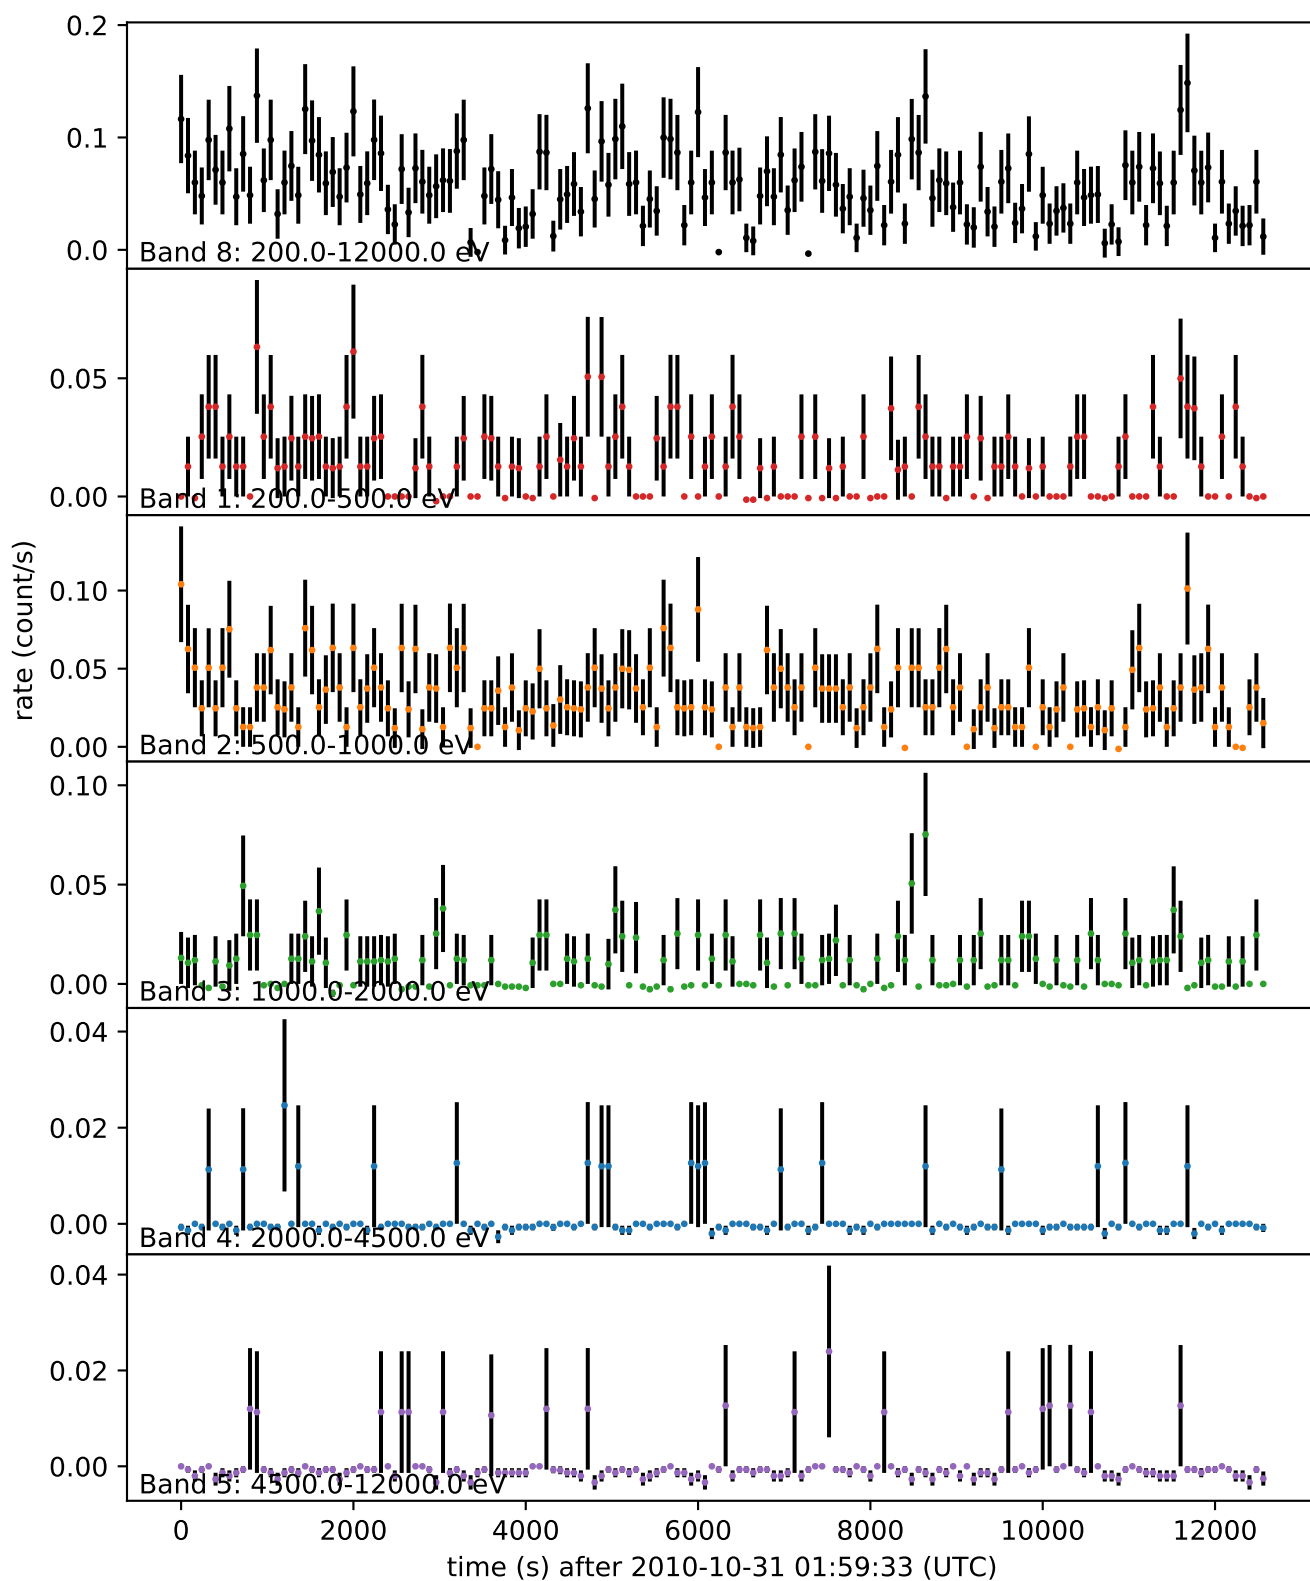 0.2
0.1
0.0
Band 8: 200.0-12000.0 eV
0.05
0.00
Band 1: 200.0-500.0 eV
rate (count/s)
0.10
0.05
0.00
Band 2: 500.0-1000.0 eV
0.10
0.05
0.00
Band 3: 1000.0-2000.0 eV
0.04
0.02
0.00
Band 4: 2000.0-4500.0 eV
0.04
0.02
0.00
Band 5: 4500.0-12000.0 eV
0 2000 4000 6000 8000 10000 12000
time (s) after 2010-10-31 01:59:33 (UTC)